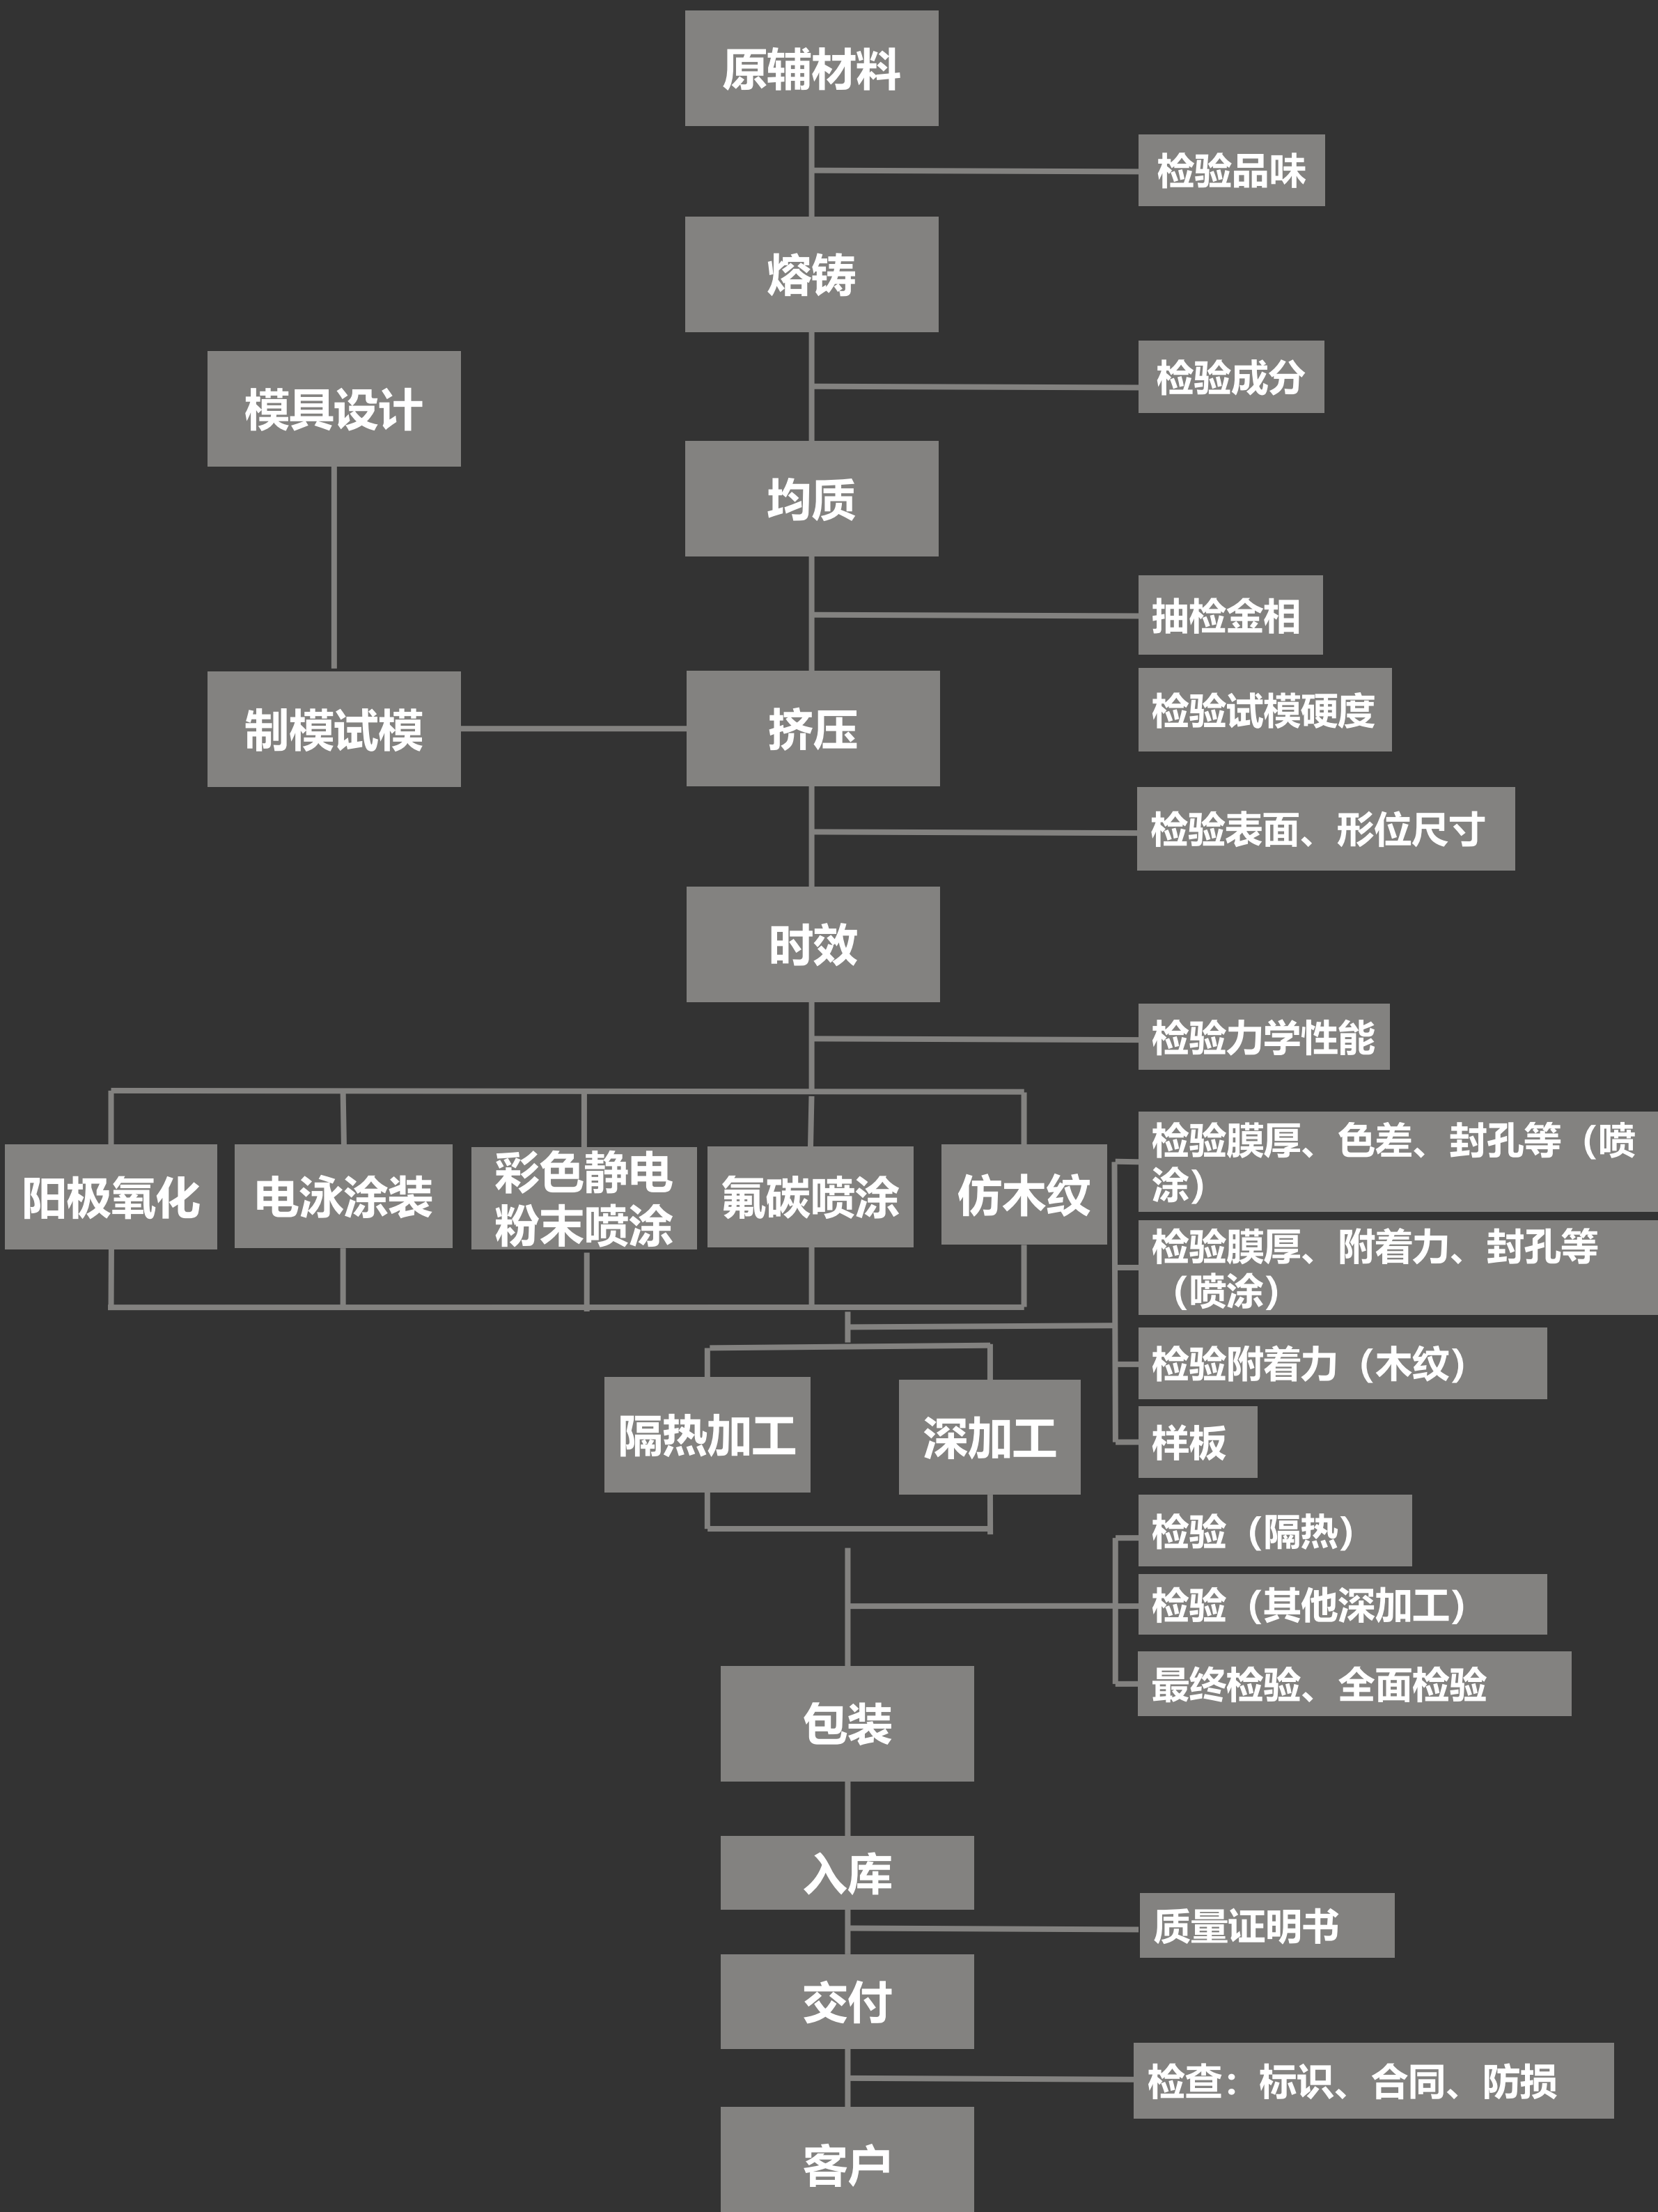 原辅材料
检验品味
熔铸
检验成份
模具设计
均质
抽检金相
检验试模硬度
制模试模
挤压
检验表面、形位尺寸
时效
检验力学性能
阳极氧化
电泳涂装
彩色静电
粉末喷涂
氟碳喷涂
仿木纹
检验膜厚、色差、封孔等（喷
涂）
检验膜厚、附着力、封孔等
（喷涂）
检验附着力（木纹）
样板
隔热加工
深加工
检验（隔热）
检验（其他深加工）
最终检验、全面检验
包装
入库
质量证明书
交付
检查：标识、合同、防损
客户